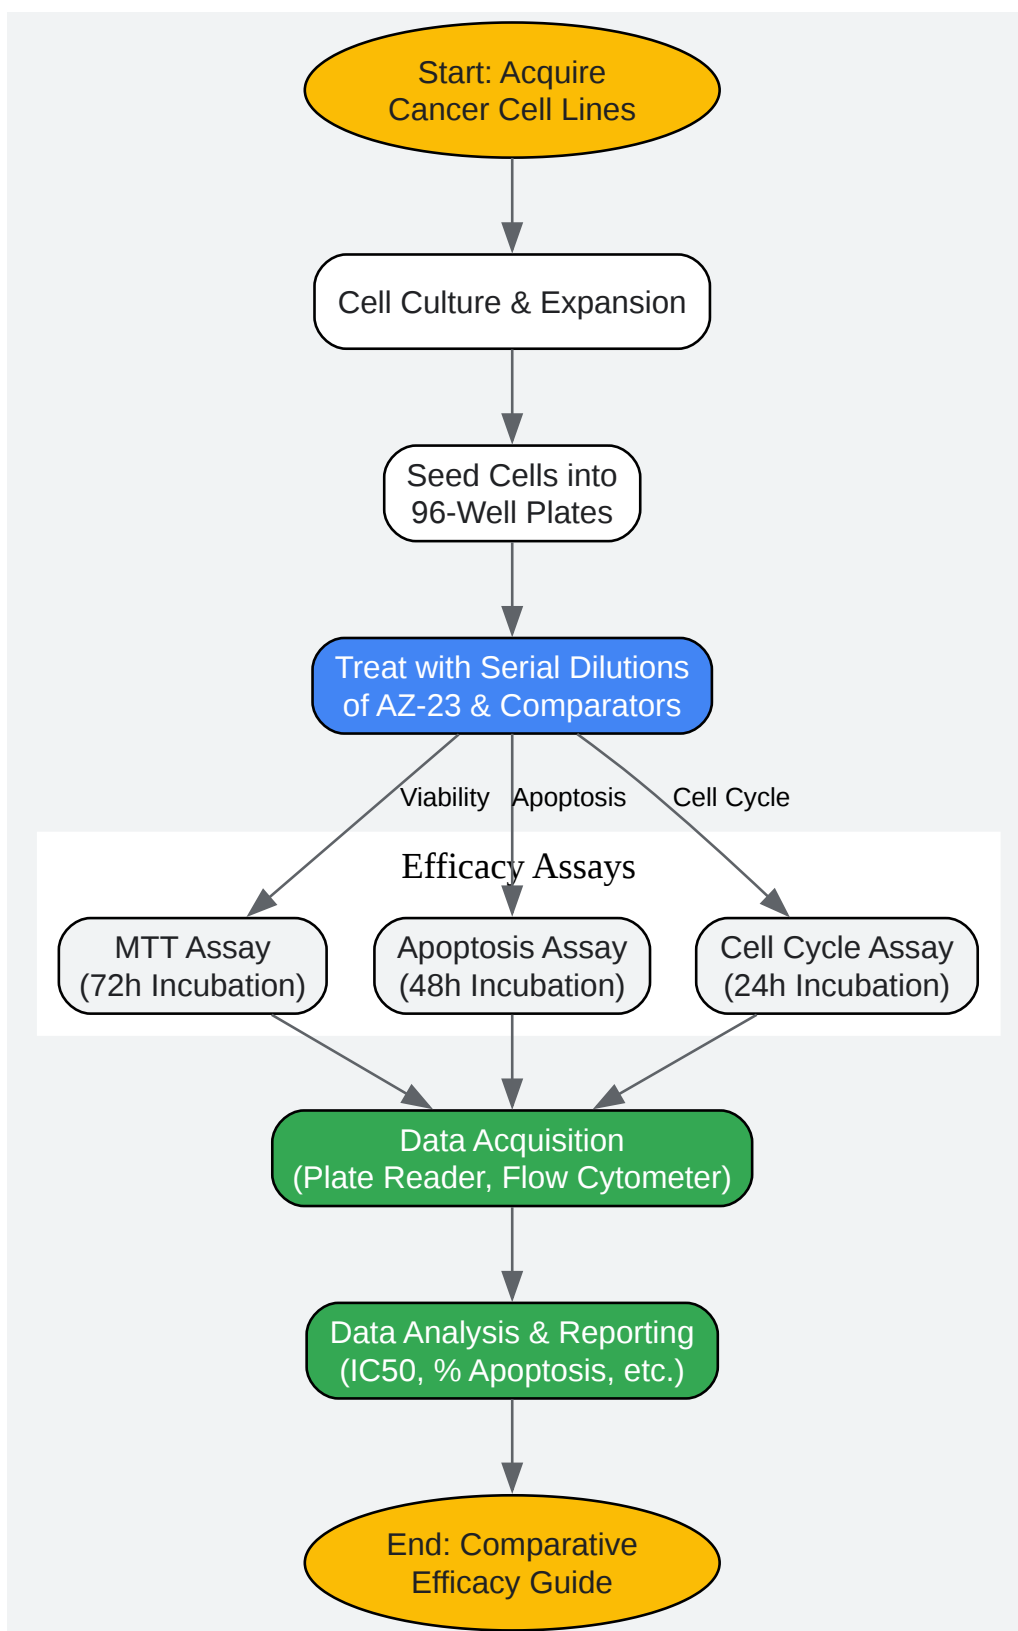 Start: Acquire
Cancer Cell Lines
Cell Culture & Expansion
Seed Cells into
96-Well Plates
Treat with Serial Dilutions
of AZ-23 & Comparators
Viability
Apoptosis
Cell Cycle
Efficacy Assays
MTT Assay
(72h Incubation)
Apoptosis Assay
(48h Incubation)
Cell Cycle Assay
(24h Incubation)
Data Acquisition
(Plate Reader, Flow Cytometer)
Data Analysis & Reporting
(IC50, % Apoptosis, etc.)
End: Comparative
Efficacy Guide